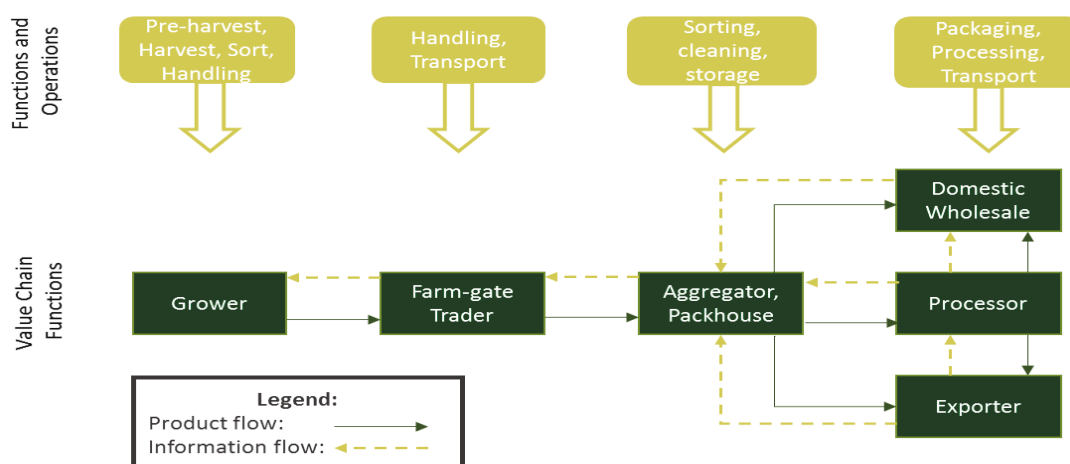 Functions and
Operations
Pre-harvest,
Harvest, Sort,
Handling
Handling,
Transport
Sorting,
cleaning,
storage
Packaging,
Processing,
Transport
Value Chain
Functions
Grower
Farm-gate
Trader
Aggregator,
Packhouse
Domestic
Wholesale
Processor
Exporter
Legend:
Product flow:
Information flow: